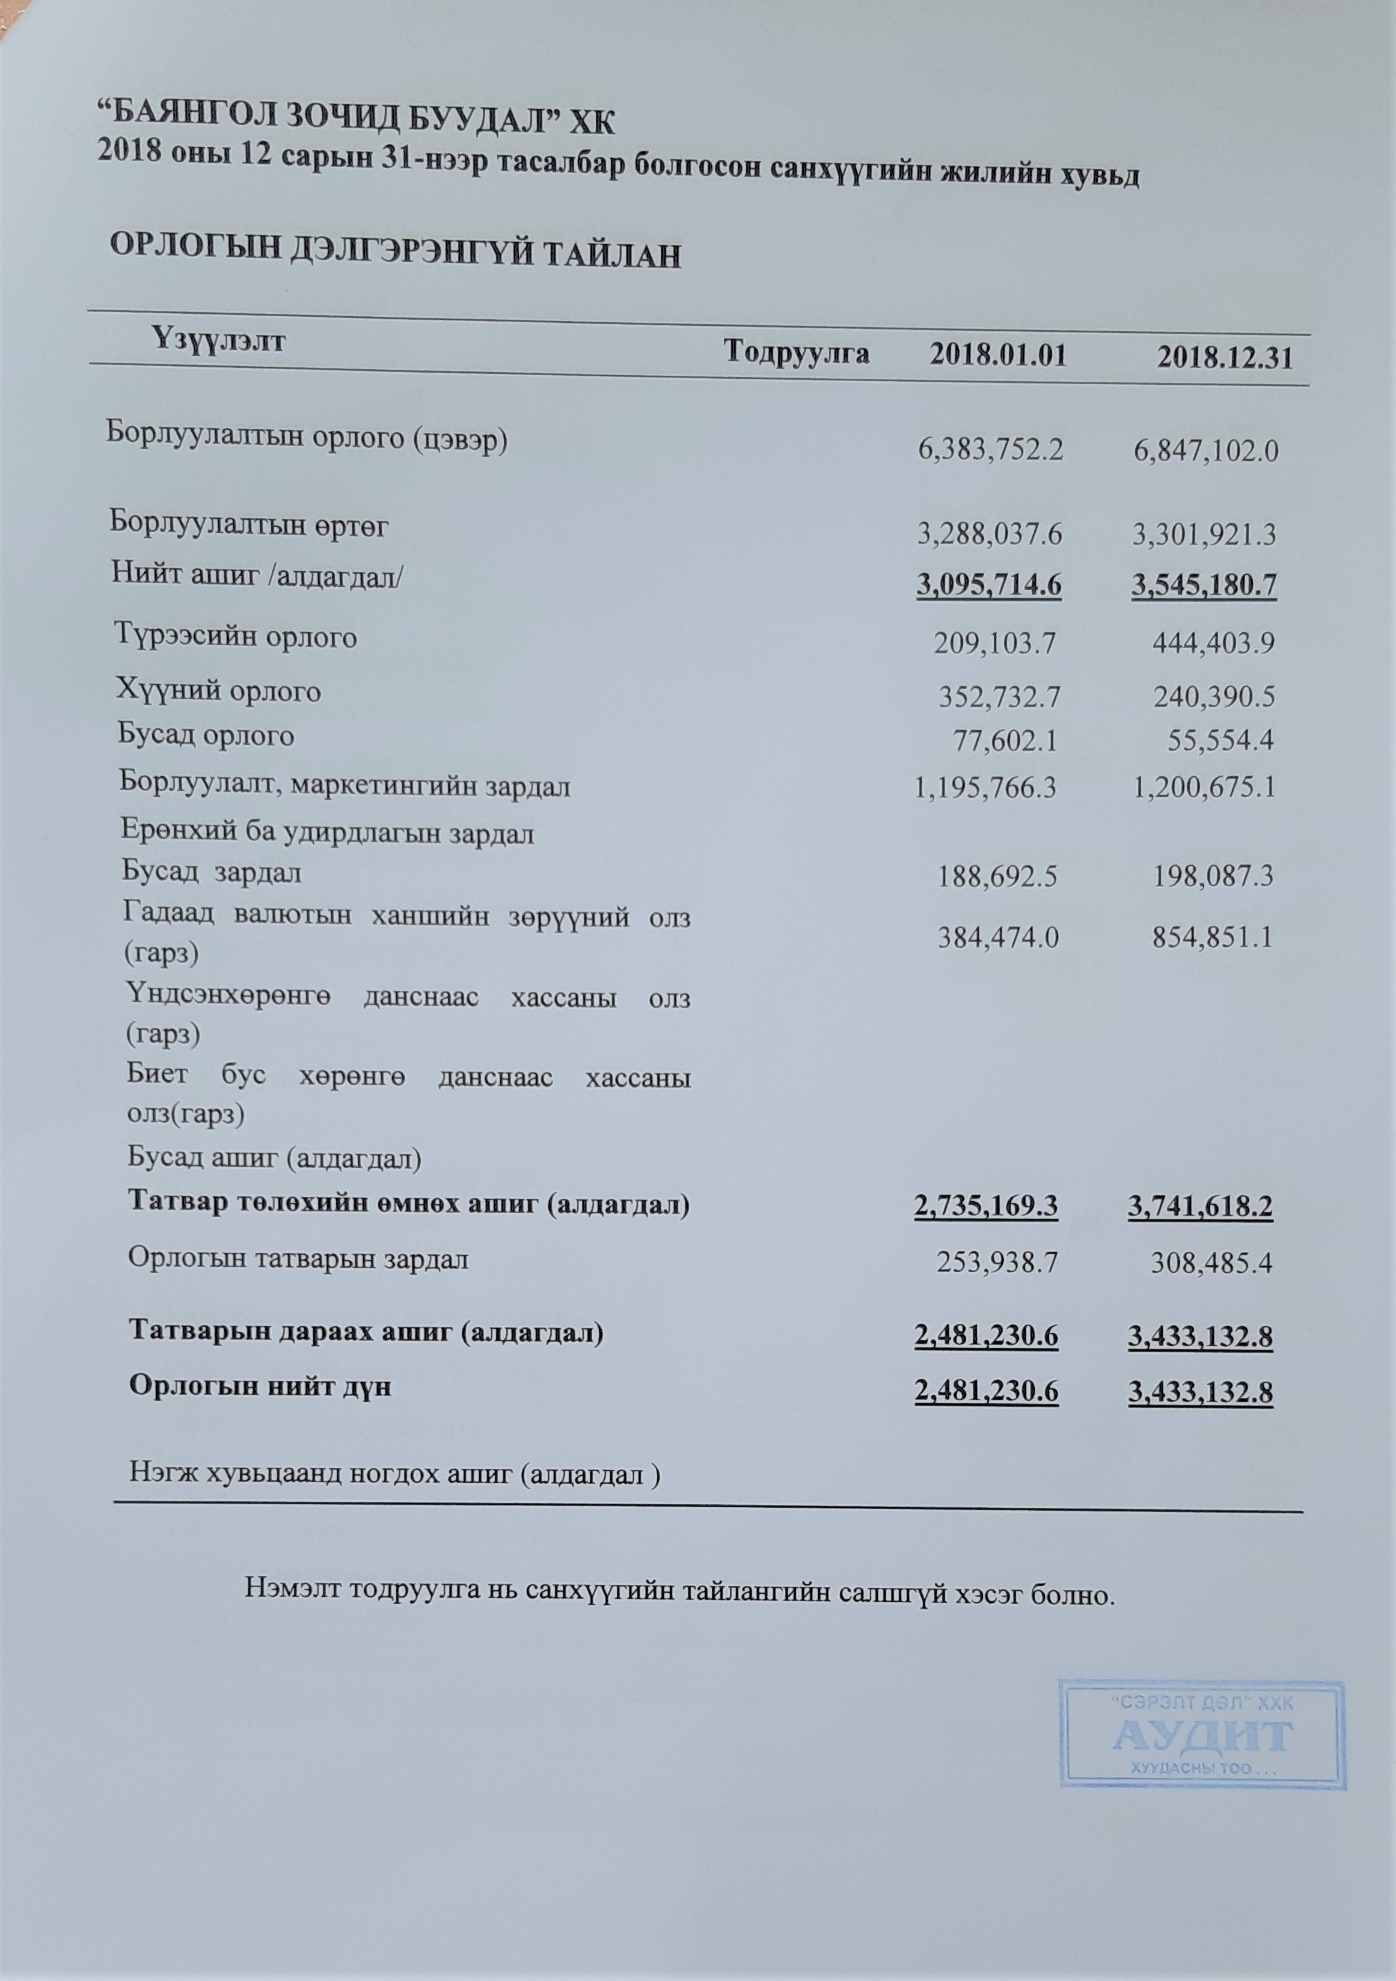 “БАЯНГОЛ ЗОЧИД БУУДАЛ” ХК
2018 оны 12 сарын 31-нээр тасалбар болгосон санхүүгийн жилийн хувьд
ОРЛОГЫН ДЭЛГЭРЭНГҮЙ ТАЙЛАН
Үзүүлэлт Тодруулга 2018.01.01 2018.12.31
Борлуулалтын орлого (цэвэр) 6,383,752.2 6,847,102.0
Борлуулалтын өртөг 3,288,037.6 3,301,921.3
Нийт ашиг /алдагдал/ 3,095,714.6 3,545,180.7
Түрээсийн орлого 209,103.7 444,403.9
Хүүний орлого 352,732.7 240,390.5
Бусад орлого 77,602.1 55,554.4
Борлуулалт, маркетингийн зардал 1,195,766.3 1,200,675.1
Ерөнхий ба удирдлагын зардал
Бусад зардал 188,692.5 198,087.3
Гадаад валютын ханшийн зөрүүний олз
(гарз) 384,474.0 854,851.1
Үндсэнхөрөнгө данснаас хассаны олз
(гарз)
Биет бус хөрөнгө данснаас хассаны
олз(гарз)
Бусад ашиг (алдагдал)
Татвар төлөхийн өмнөх ашиг (алдагдал) 2,735,169.3 3,741,618.2
Орлогын татварын зардал 253,938.7 308,485.4
Татварын дараах ашиг (алдагдал) 2,481,230.6 3,433,132.8
Орлогын нийт дүн 2,481,230.6 3,433,132.8
Нэгж хувьцаанд ногдох ашиг (алдагдал )
Нэмэлт тодруулга нь санхүүгийн тайлангийн салшгүй хэсэг болно.
“СЭРЭЛТ ДӨЛ” ХХК
АУДИТ
ХУУДАСНЫ ТОО . . .